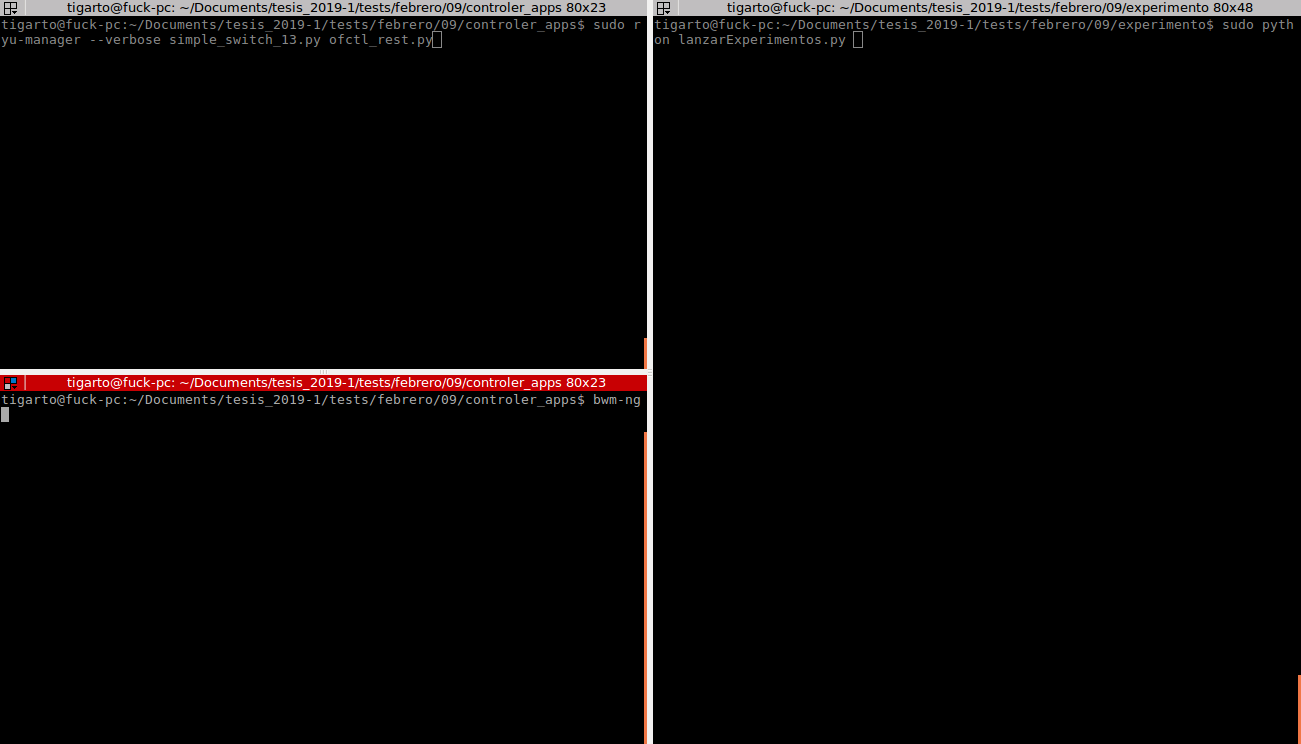 tigarto@fuck-pc: ~/Documents/tesis_2019-1/tests/febrero/09/controler_apps 80x23
tigarto@fuck-pc:~/Documents/tesis_2019-1/tests/febrero/09/controler_apps$ sudo r
yu-manager --verbose simple_switch_13.py ofctl_rest.py
tigarto@fuck-pc: ~/Documents/tesis_2019-1/tests/febrero/09/controler_apps 80x23
tigarto@fuck-pc:~/Documents/tesis_2019-1/tests/febrero/09/controler_apps$ bwm-ng
tigarto@fuck-pc: ~/Documents/tesis_2019-1/tests/febrero/09/experimento 80x48
tigarto@fuck-pc:~/Documents/tesis_2019-1/tests/febrero/09/experimento$ sudo pyth
on lanzarExperimentos.py